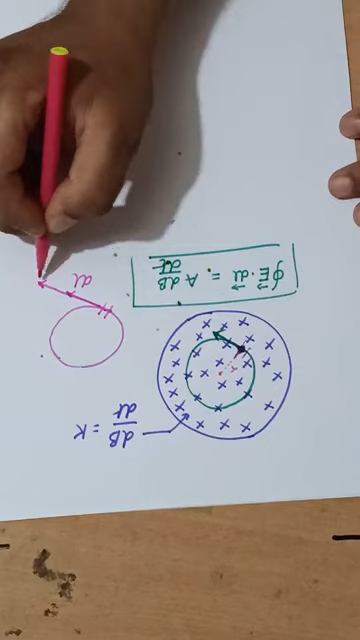 dB/dt = K
∮E⃗·dl⃗ = A dB/dt
dl